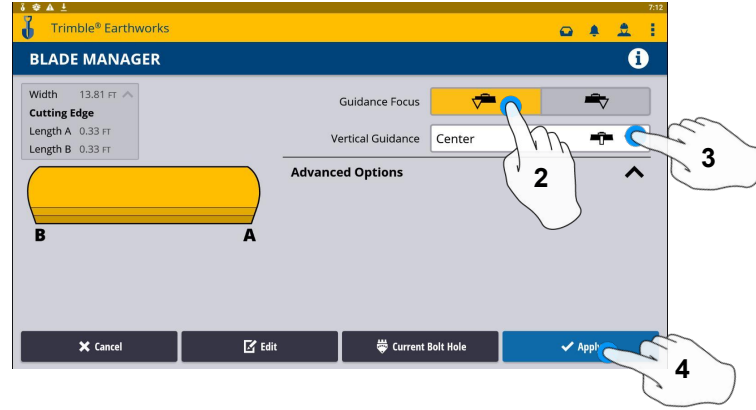 7:12
Trimble® Earthworks
BLADE MANAGER
Width 13.81 FT
Cutting Edge
Length A 0.33 FT
Length B 0.33 FT
B A
Guidance Focus
Vertical Guidance Center
Advanced Options
2
3
Cancel Edit Current Bolt Hole Apply
4